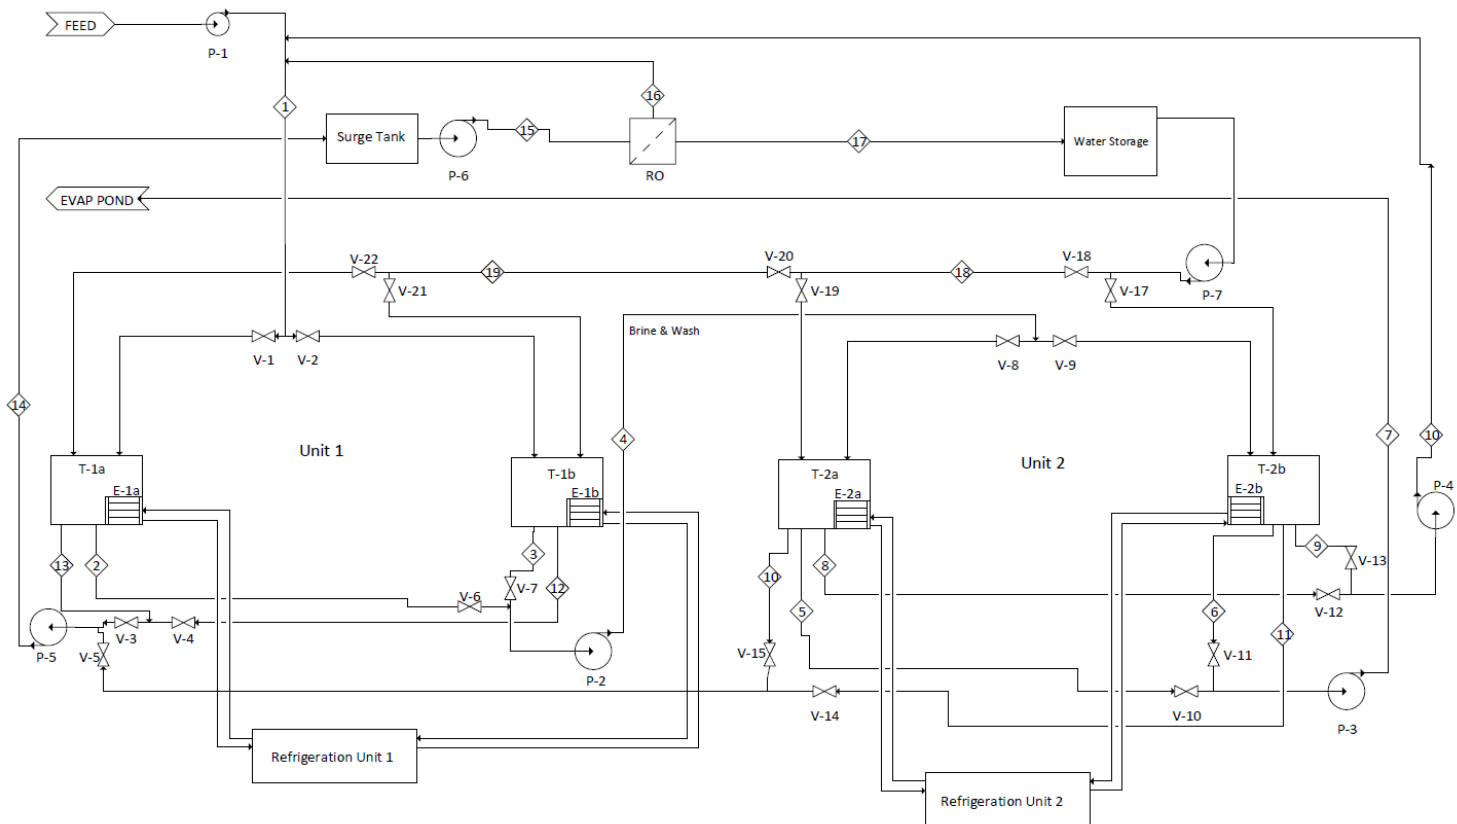 FEED
P-1
16
1
Surge Tank
15
P-6
RO
17
Water Storage
EVAP POND
V-22
19
V-20
18
V-18
V-21
V-19
V-17
P-7
Brine & Wash
V-1
V-2
V-8
V-9
14
4
7
10
Unit 1
Unit 2
T-1a
E-1a
T-1b
E-1b
T-2a
E-2a
T-2b
E-2b
P-4
13
2
3
12
10
8
9
V-7
V-13
V-6
V-12
5
6
11
P-5
V-3
V-4
V-5
P-2
V-15
V-11
V-14
V-10
P-3
Refrigeration Unit 1
Refrigeration Unit 2